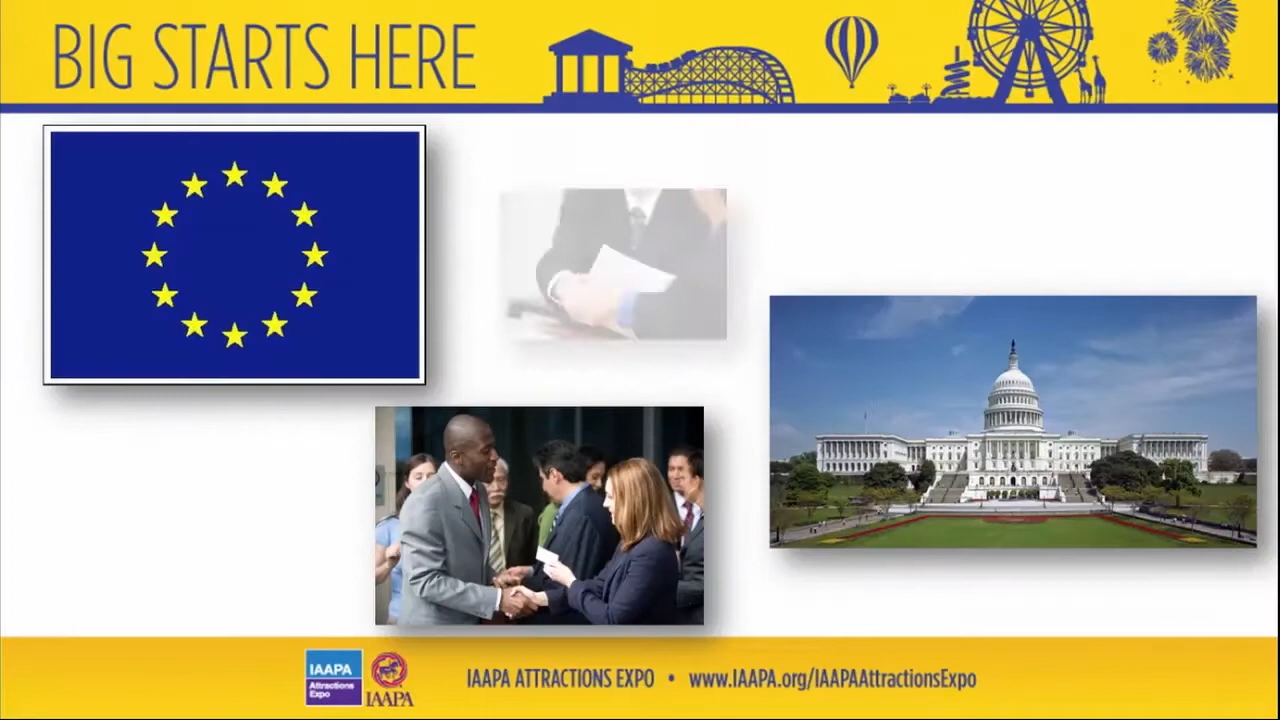 BIG STARTS HERE
IAAPA
Attractions
Expo
IAAPA
IAAPA ATTRACTIONS EXPO • www.IAAPA.org/IAAPAAttractionsExpo